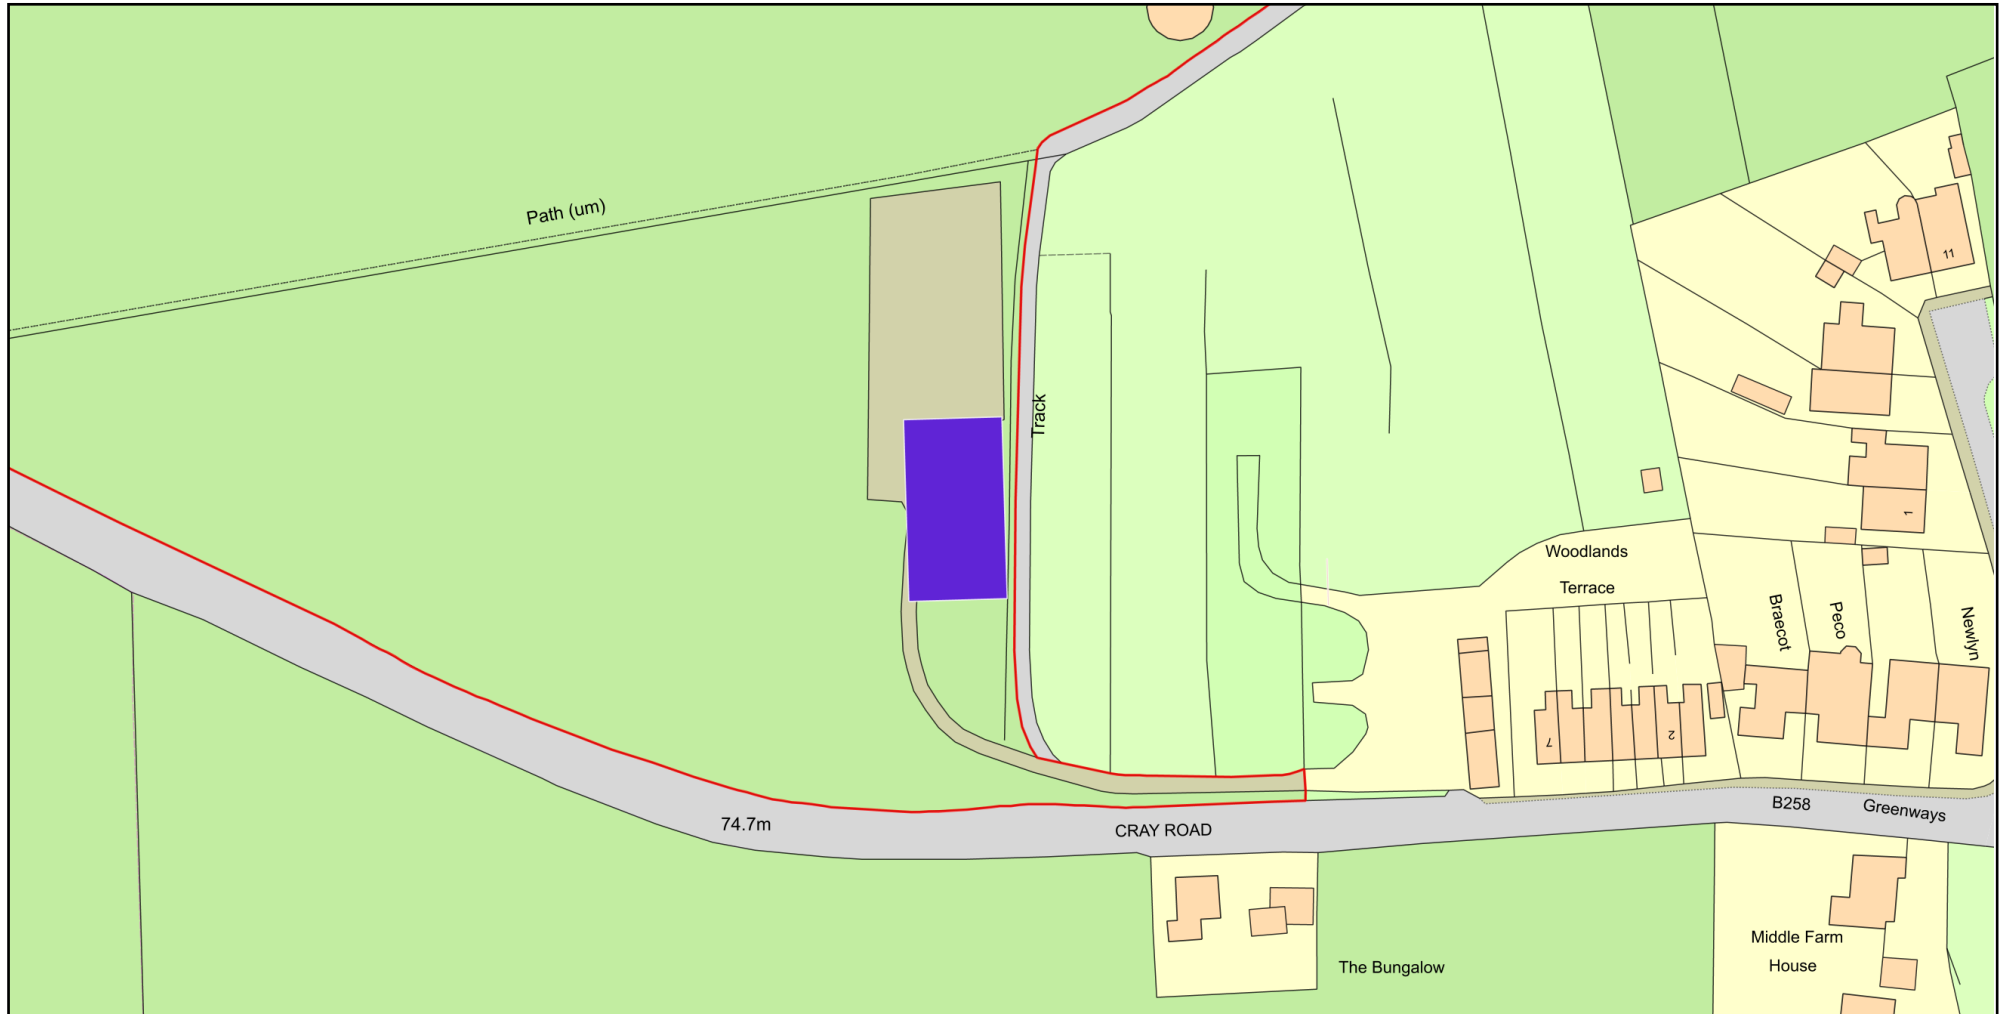 Path (um)
11
Track
1
Woodlands
Terrace
Braecot
Peco
Newlyn
7
2
B258
Greenways
74.7m
CRAY ROAD
Middle Farm
House
The Bungalow